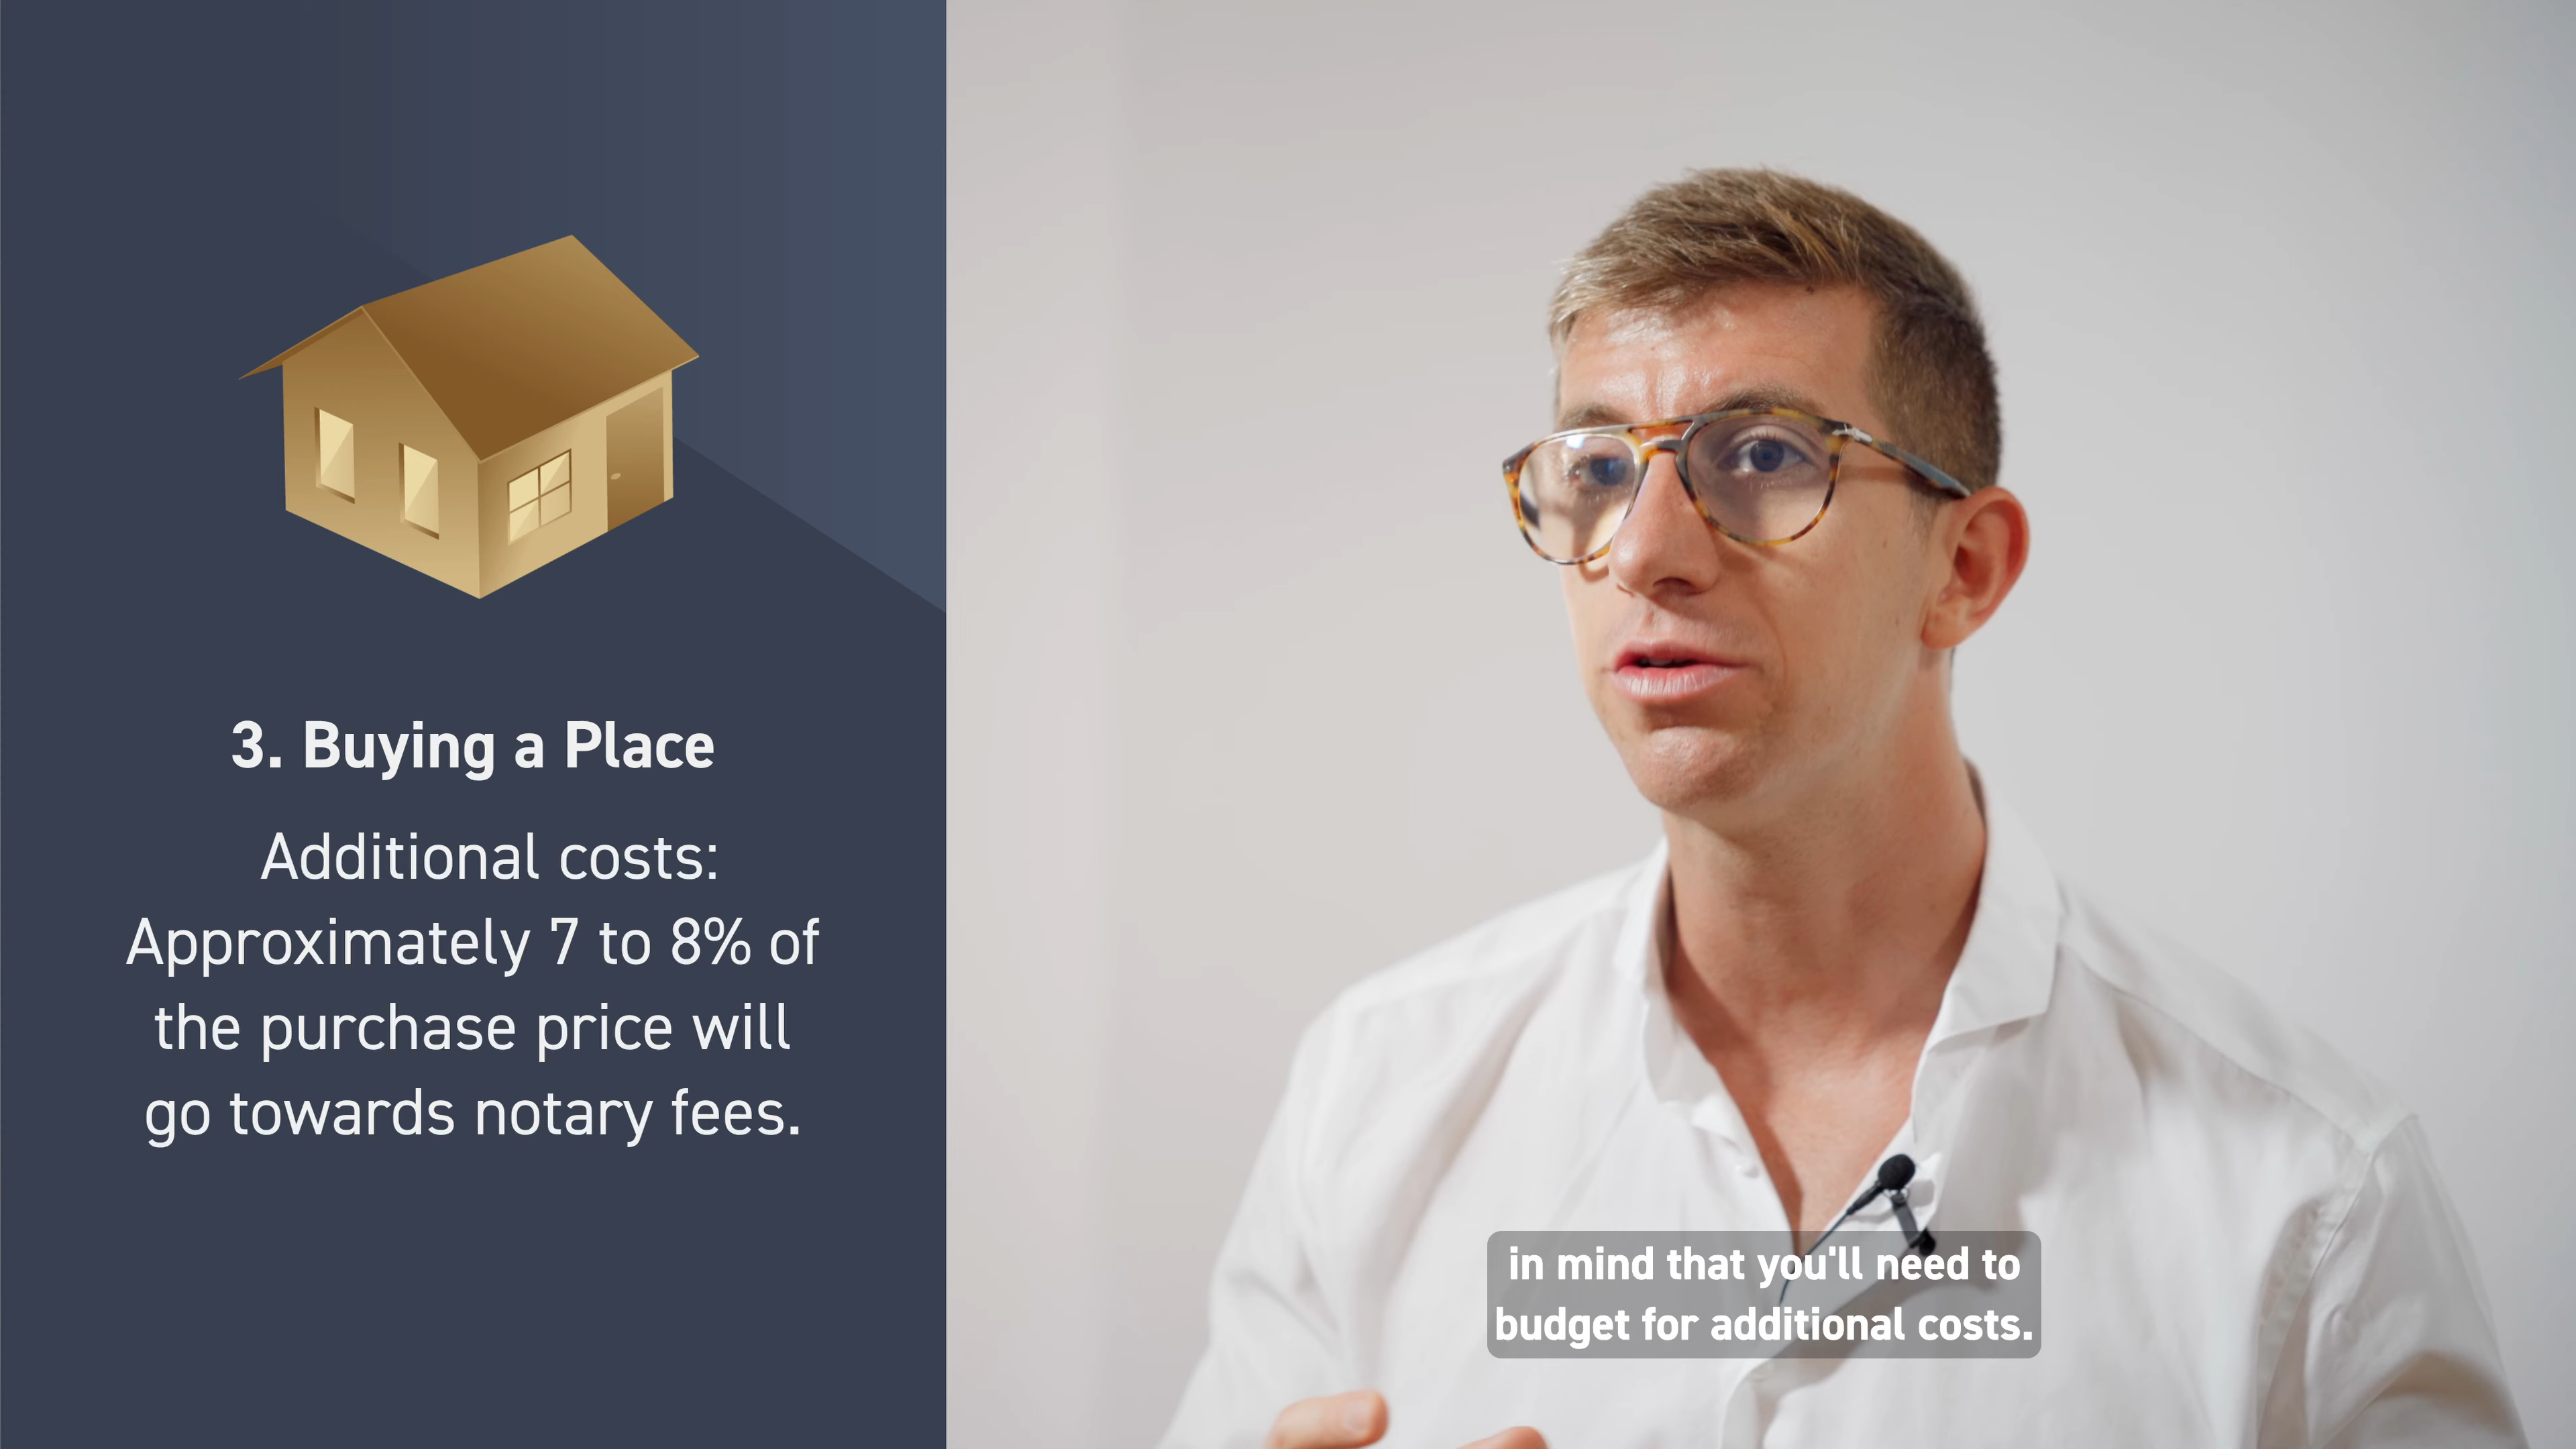 3. Buying a Place
Additional costs:
Approximately 7 to 8% of
the purchase price will
go towards notary fees.
in mind that you'll need to
budget for additional costs.